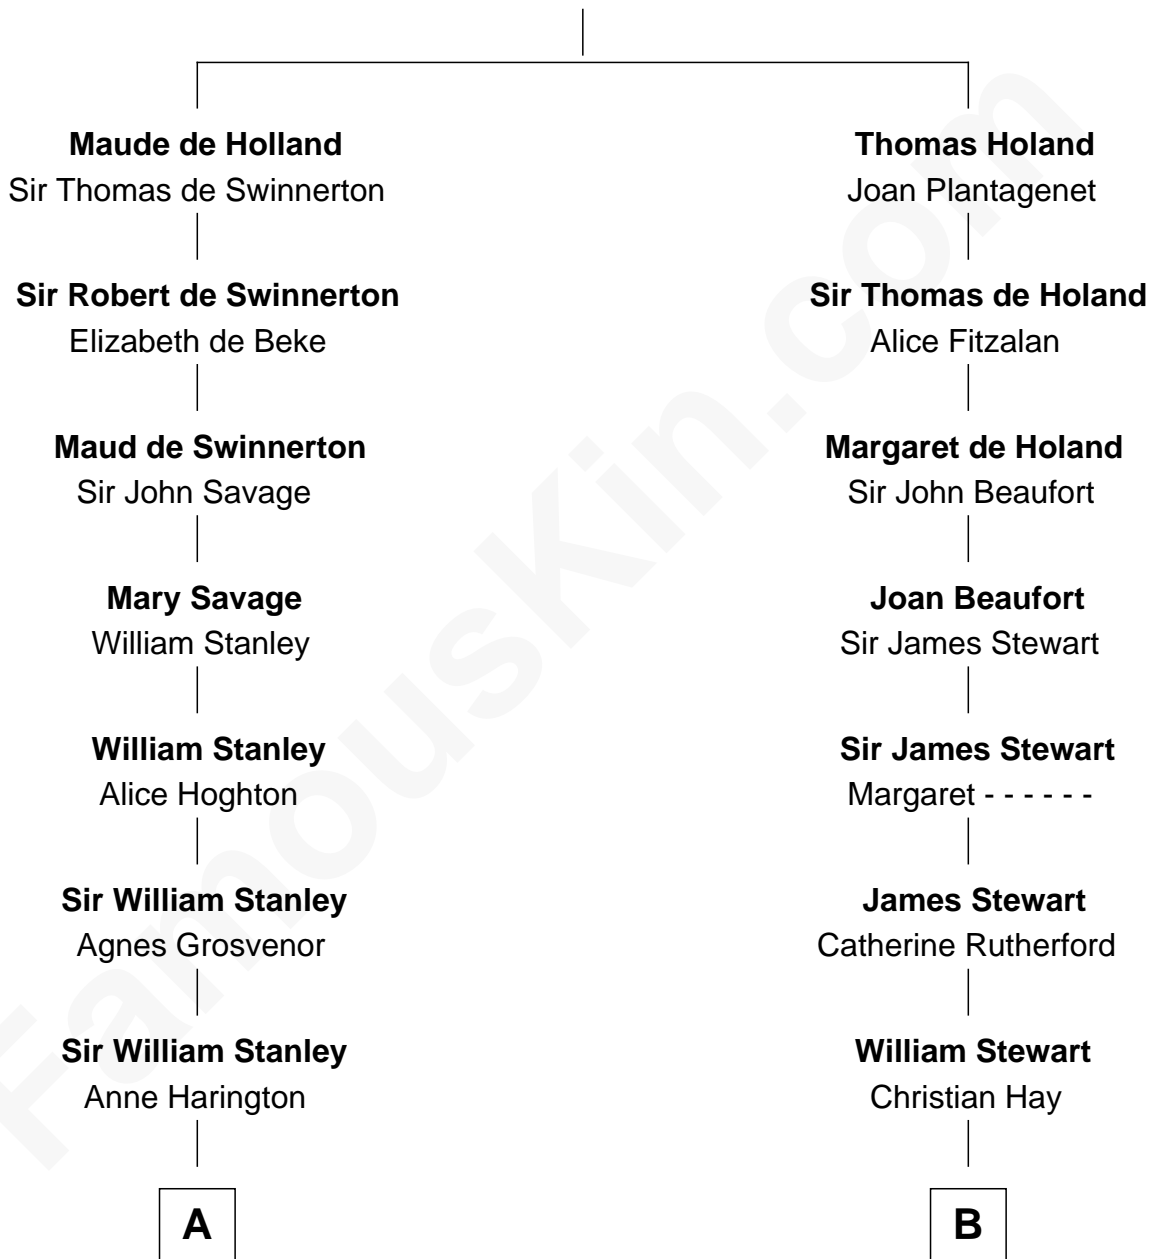 Maude de Holland
Sir Thomas de Swinnerton
Thomas Holand
Joan Plantagenet
Sir Robert de Swinnerton
Elizabeth de Beke
Sir Thomas de Holand
Alice Fitzalan
Maud de Swinnerton
Sir John Savage
Margaret de Holand
Sir John Beaufort
Mary Savage
William Stanley
Joan Beaufort
Sir James Stewart
William Stanley
Alice Hoghton
Sir James Stewart
Margaret - - - - - -
Sir William Stanley
Agnes Grosvenor
James Stewart
Catherine Rutherford
Sir William Stanley
Anne Harington
William Stewart
Christian Hay
A
B
FamousKin.com